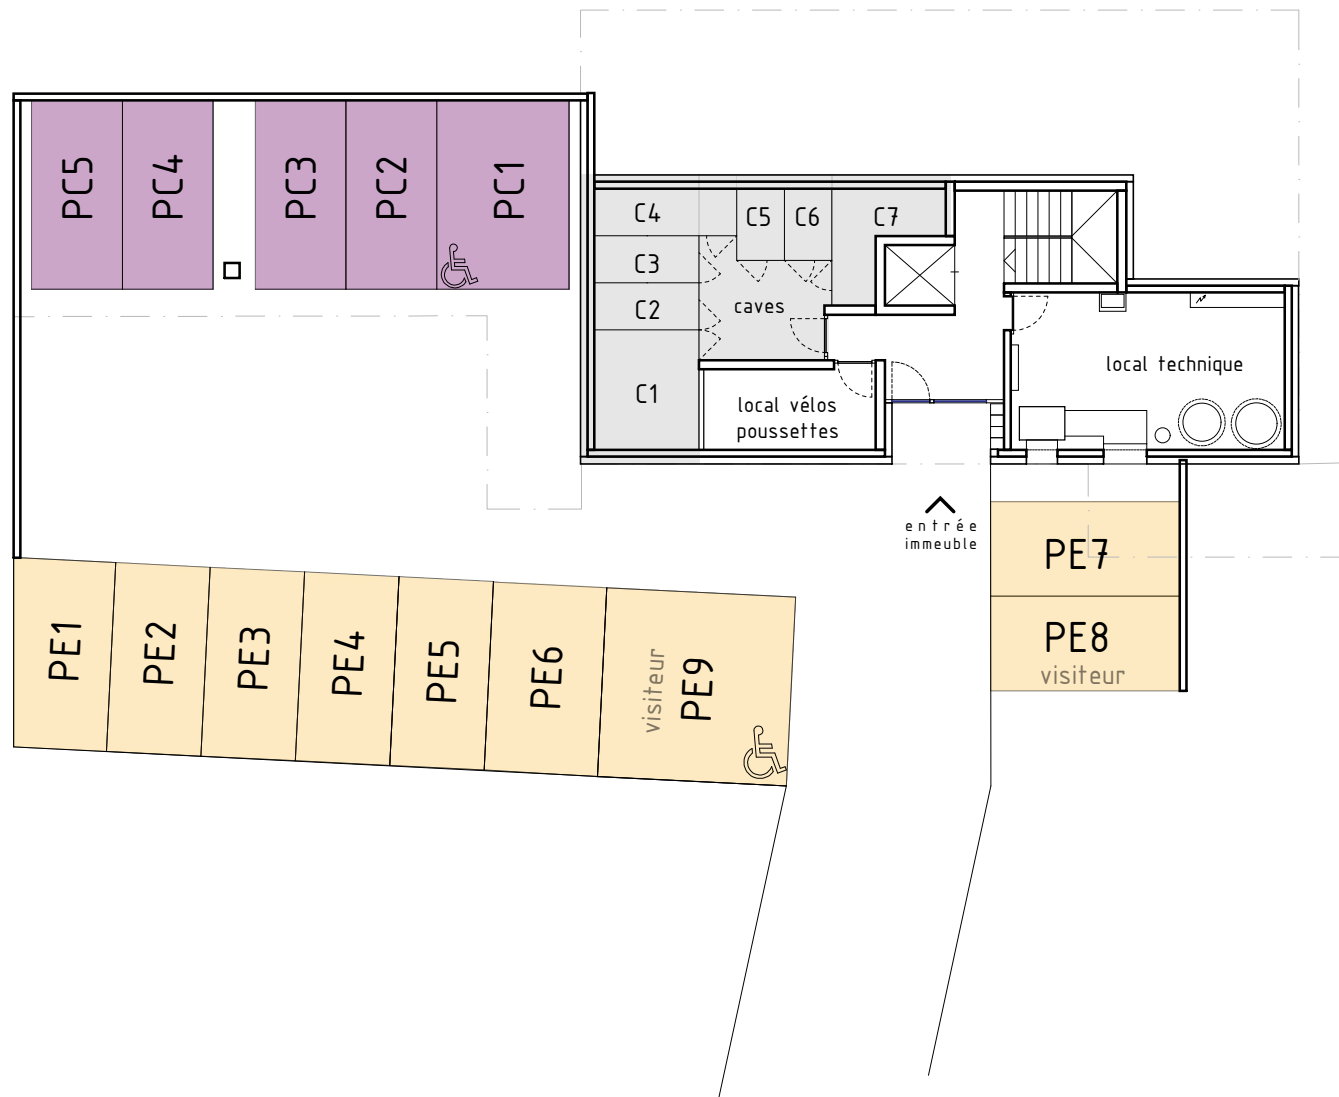 PC5
PC4
PC3
PC2
PC1
C4
C5
C6
C7
C3
C2
caves
C1
local vélos
poussettes
local technique
entrée
immeuble
PE7
PE8
visiteur
PE1
PE2
PE3
PE4
PE5
PE6
visiteur
PE9